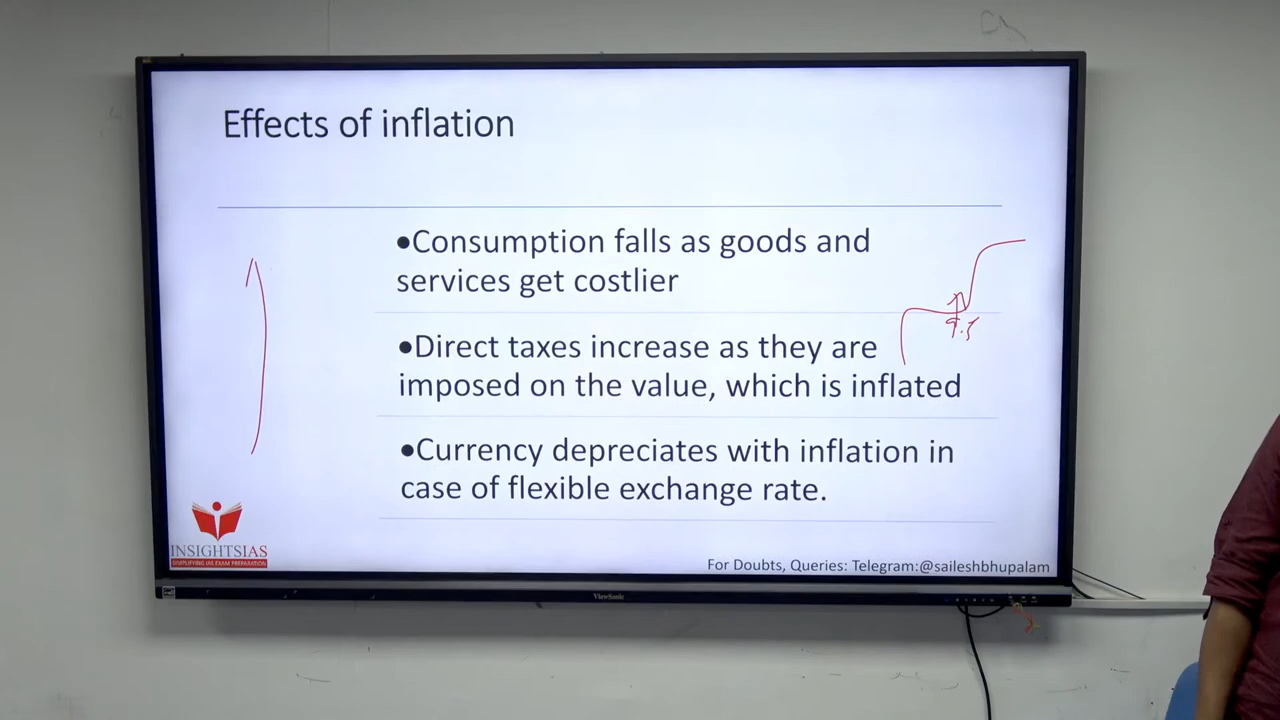 Effects of inflation
•Consumption falls as goods and
services get costlier
9.5
•Direct taxes increase as they are
imposed on the value, which is inflated
•Currency depreciates with inflation in
case of flexible exchange rate.
INSIGHTSIAS
SIMPLIFYING IAS EXAM PREPARATION
For Doubts, Queries: Telegram:@saileshbhupalam
ViewSonic